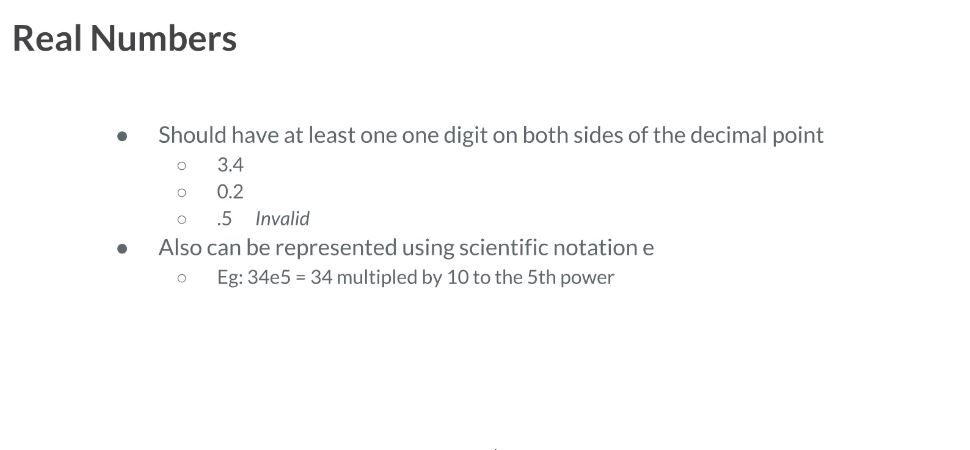 Real Numbers
● Should have at least one one digit on both sides of the decimal point
○ 3.4
○ 0.2
○ .5 Invalid
● Also can be represented using scientific notation e
○ Eg: 34e5 = 34 multipled by 10 to the 5th power